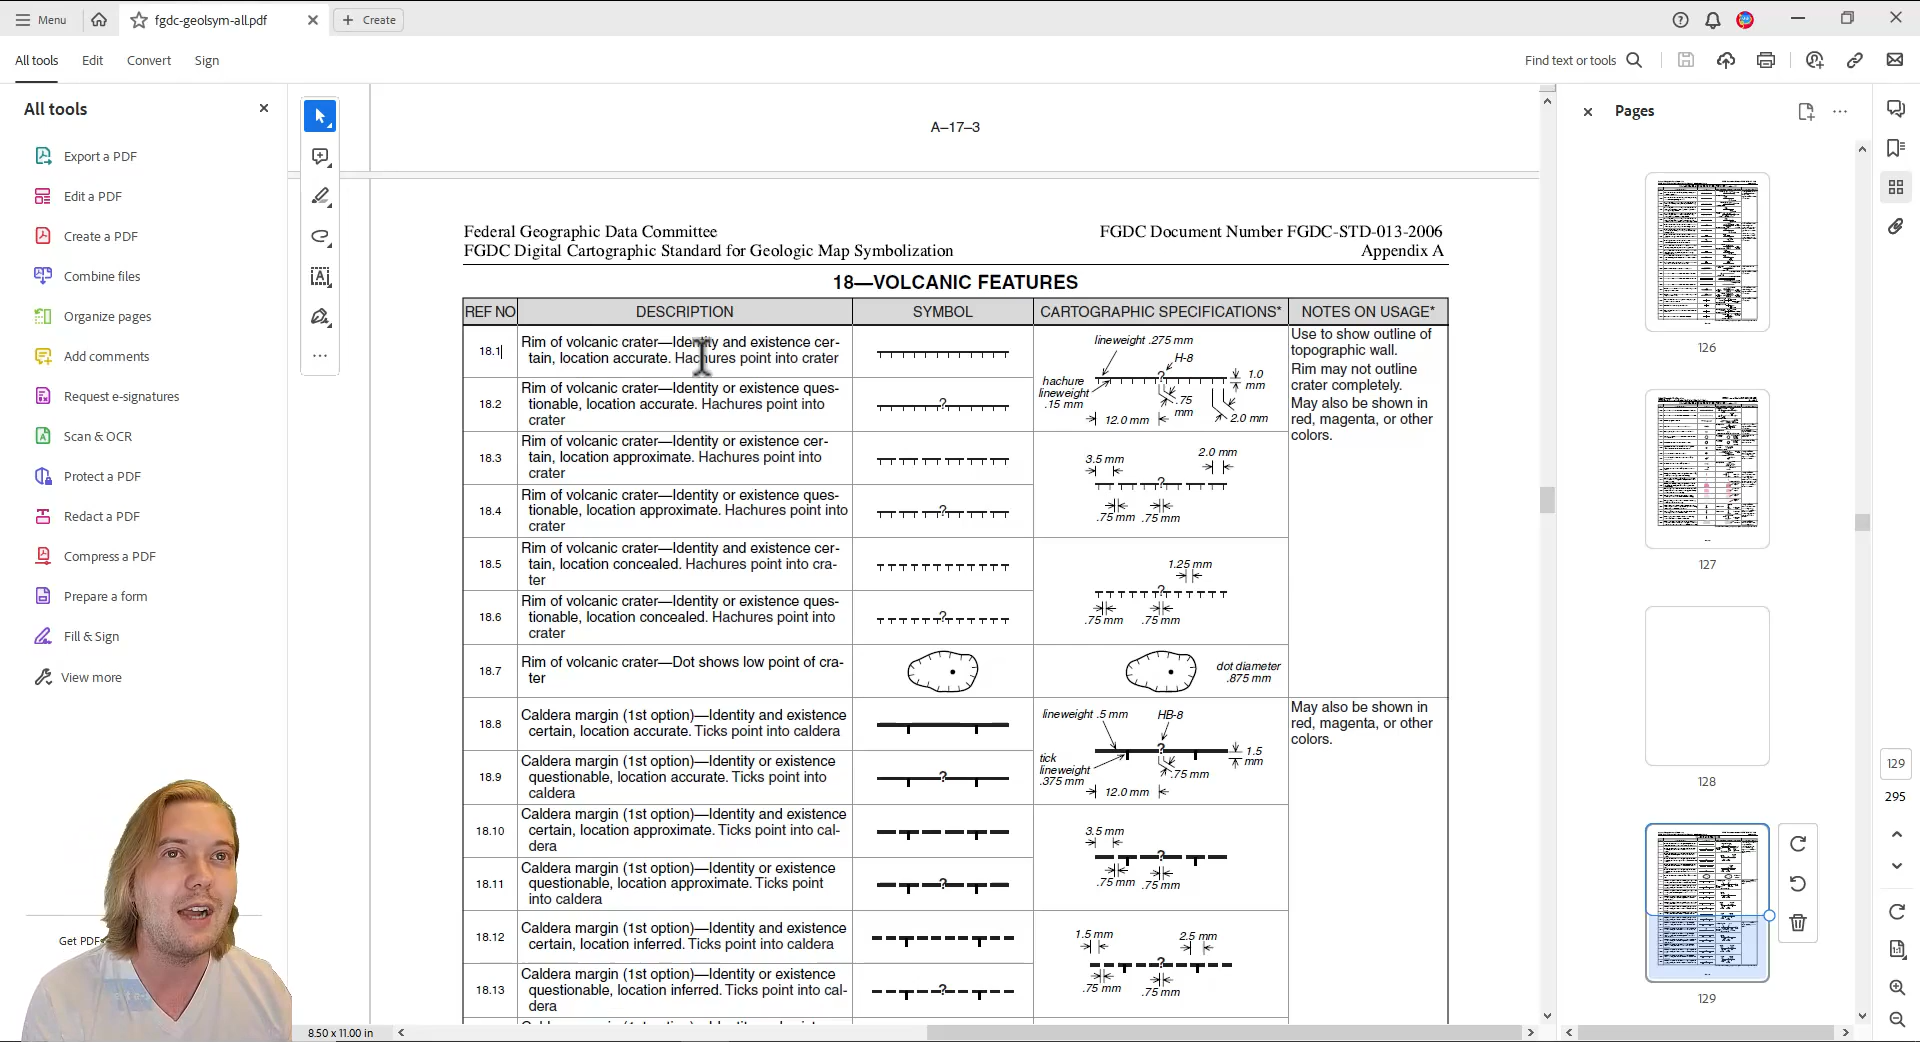 Menu
fgdc-geolsym-all.pdf
Create
All tools
Edit
Convert
Sign
Find text or tools
All tools
Export a PDF
Edit a PDF
Create a PDF
Combine files
Organize pages
Add comments
Request e-signatures
Scan & OCR
Protect a PDF
Redact a PDF
Compress a PDF
Prepare a form
Fill & Sign
View more
Get PDF
A–17–3
Federal Geographic Data Committee
FGDC Document Number FGDC-STD-013-2006
FGDC Digital Cartographic Standard for Geologic Map Symbolization
Appendix A
18—VOLCANIC FEATURES
REF NO
DESCRIPTION
SYMBOL
CARTOGRAPHIC SPECIFICATIONS*
NOTES ON USAGE*
18.1
Rim of volcanic crater—Identity and existence cer-
tain, location accurate. Hachures point into crater
lineweight .275 mm
H-8
hachure
lineweight
.15 mm
1.0
mm
.75
mm
12.0 mm
2.0 mm
Use to show outline of
topographic wall.
Rim may not outline
crater completely.
May also be shown in
red, magenta, or other
colors.
18.2
Rim of volcanic crater—Identity or existence ques-
tionable, location accurate. Hachures point into
crater
?
?
18.3
Rim of volcanic crater—Identity or existence cer-
tain, location approximate. Hachures point into
crater
3.5 mm
2.0 mm
?
.75 mm
.75 mm
18.4
Rim of volcanic crater—Identity or existence ques-
tionable, location approximate. Hachures point into
crater
?
18.5
Rim of volcanic crater—Identity and existence cer-
tain, location concealed. Hachures point into cra-
ter
1.25 mm
?
.75 mm
.75 mm
18.6
Rim of volcanic crater—Identity or existence ques-
tionable, location concealed. Hachures point into
crater
?
18.7
Rim of volcanic crater—Dot shows low point of cra-
ter
dot diameter
.875 mm
18.8
Caldera margin (1st option)—Identity and existence
certain, location accurate. Ticks point into caldera
lineweight .5 mm
HB-8
tick
lineweight
.375 mm
?
1.5
mm
.75 mm
12.0 mm
May also be shown in
red, magenta, or other
colors.
18.9
Caldera margin (1st option)—Identity or existence
questionable, location accurate. Ticks point into
caldera
?
18.10
Caldera margin (1st option)—Identity and existence
certain, location approximate. Ticks point into cal-
dera
3.5 mm
?
.75 mm
.75 mm
18.11
Caldera margin (1st option)—Identity or existence
questionable, location approximate. Ticks point
into caldera
?
18.12
Caldera margin (1st option)—Identity and existence
certain, location inferred. Ticks point into caldera
1.5 mm
2.5 mm
?
.75 mm
.75 mm
18.13
Caldera margin (1st option)—Identity or existence
questionable, location inferred. Ticks point into cal-
dera
?
8.50 x 11.00 in
Pages
126
127
128
129
129
295